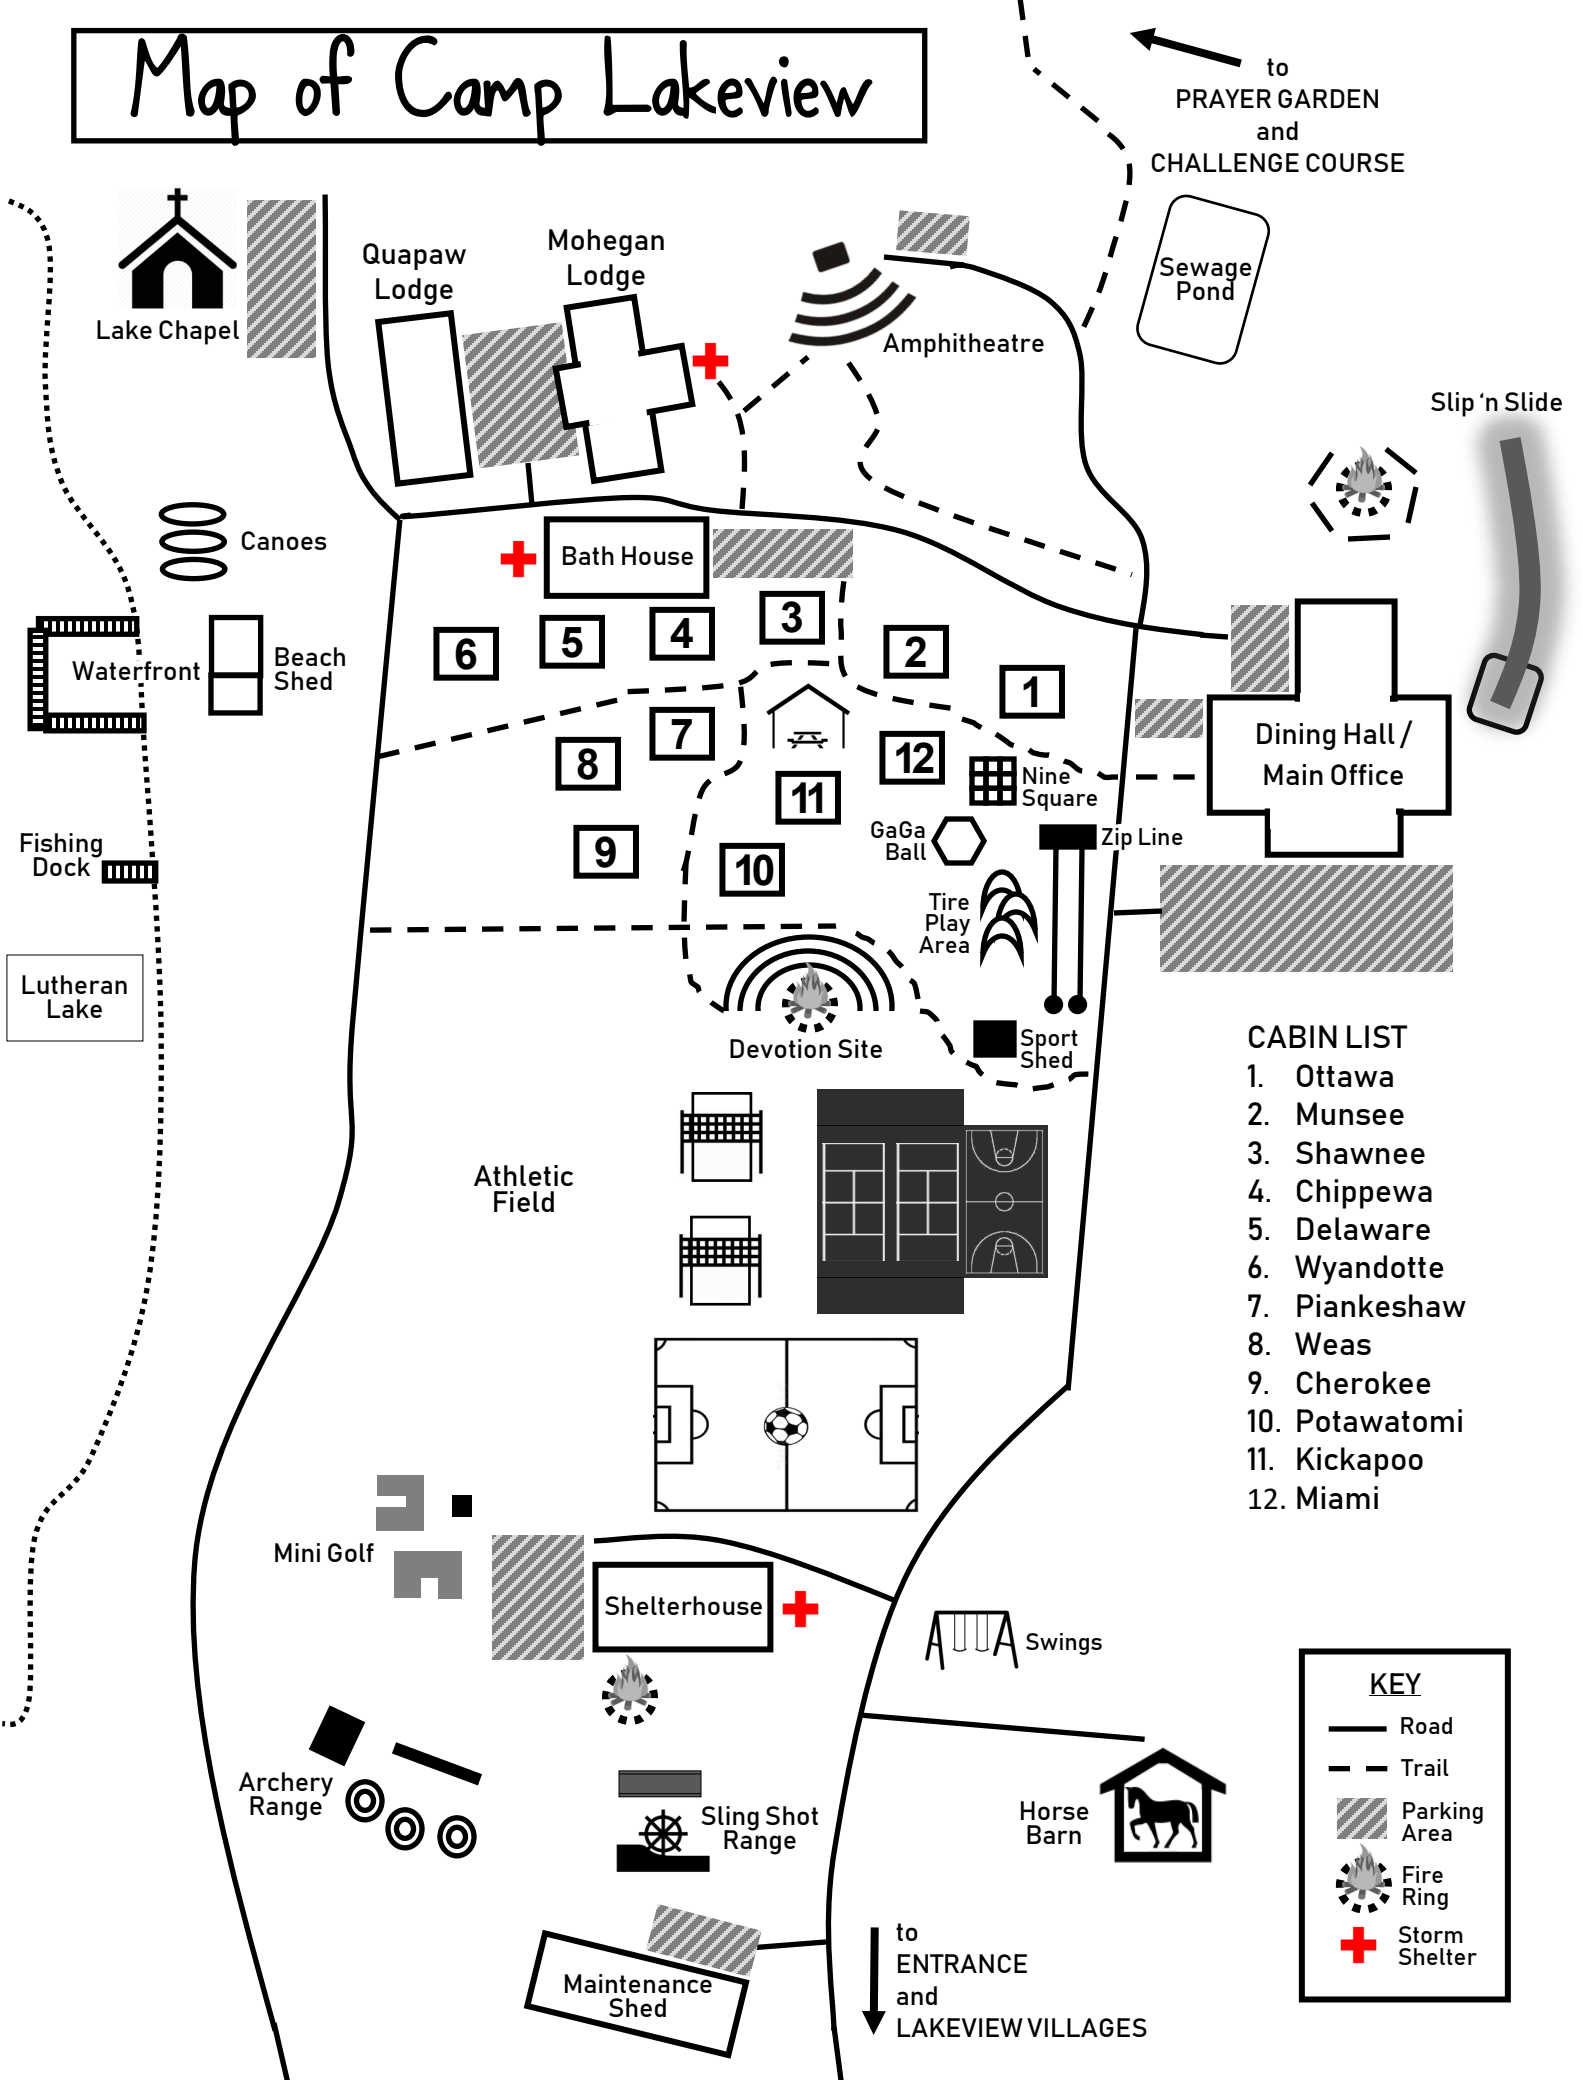 Map of Camp Lakeview
to
PRAYER GARDEN
and
CHALLENGE COURSE
Sewage
Pond
Quapaw
Lodge
Mohegan
Lodge
Lake Chapel
Amphitheatre
Slip ‘n Slide
Canoes
Bath House
Waterfront
Beach
Shed
6
5
4
3
2
1
7
8
9
10
11
12
Nine
Square
GaGa
Ball
Zip Line
Dining Hall /
Main Office
Fishing
Dock
Tire
Play
Area
Lutheran
Lake
Devotion Site
Sport
Shed
Athletic
Field
CABIN LIST
1. Ottawa
2. Munsee
3. Shawnee
4. Chippewa
5. Delaware
6. Wyandotte
7. Piankeshaw
8. Weas
9. Cherokee
10. Potawatomi
11. Kickapoo
12. Miami
Mini Golf
Shelterhouse
Swings
Archery
Range
Sling Shot
Range
Horse
Barn
Maintenance
Shed
to
ENTRANCE
and
LAKEVIEW VILLAGES
KEY
Road
Trail
Parking
Area
Fire
Ring
Storm
Shelter